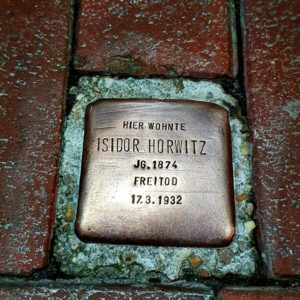 HIER WOHNTE
ISIDOR HORWITZ
JG. 1874
FREITOD
17.3.1932